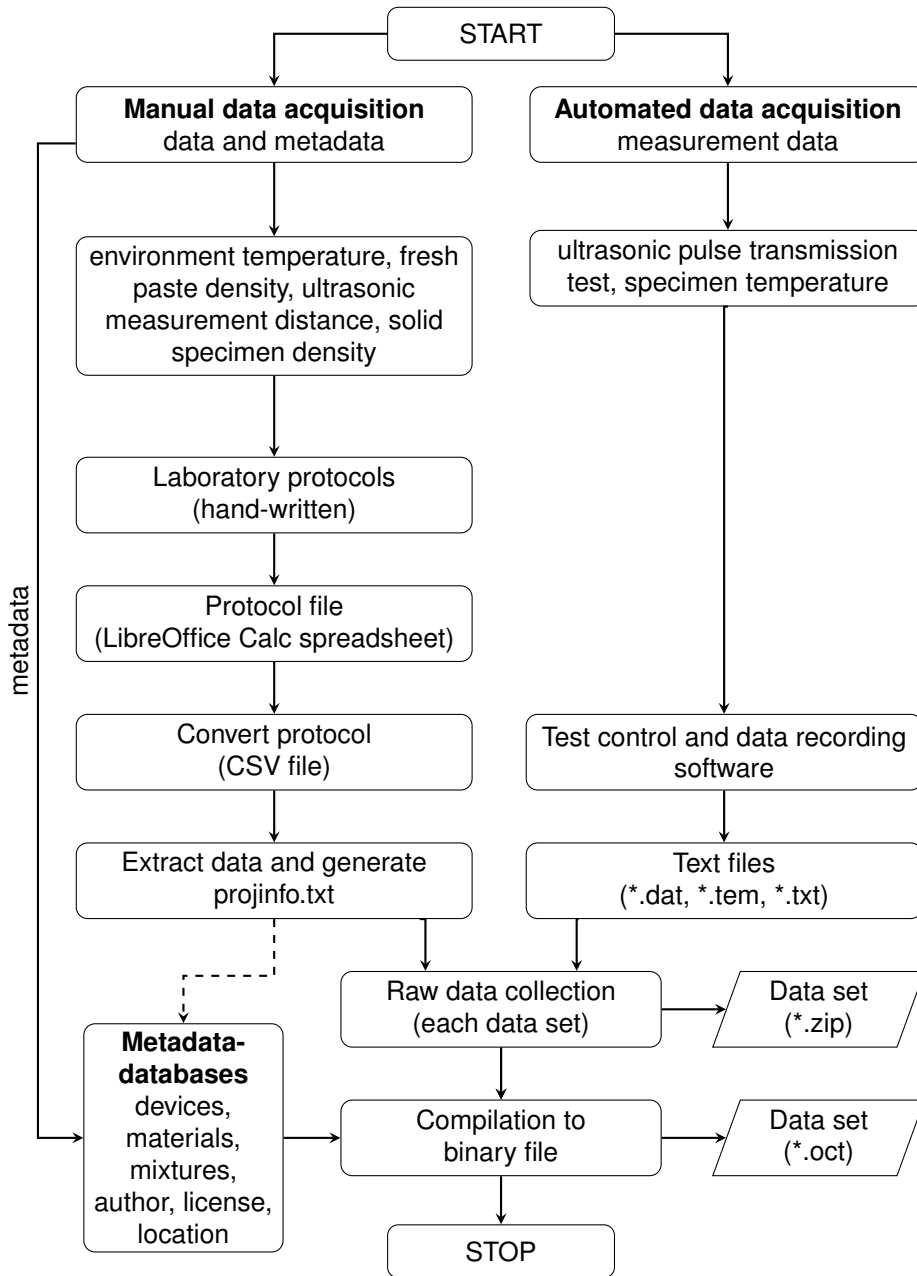 START
Manual data acquisition
data and metadata
Automated data acquisition
measurement data
environment temperature, fresh
paste density, ultrasonic
measurement distance, solid
specimen density
ultrasonic pulse transmission
test, specimen temperature
Laboratory protocols
(hand-written)
Protocol file
(LibreOffice Calc spreadsheet)
metadata
Convert protocol
(CSV file)
Test control and data recording
software
Extract data and generate
projinfo.txt
Text files
(*.dat, *.tem, *.txt)
Raw data collection
(each data set)
Data set
(*.zip)
Metadata-
databases
devices,
materials,
mixtures,
author, license,
location
Compilation to
binary file
Data set
(*.oct)
STOP